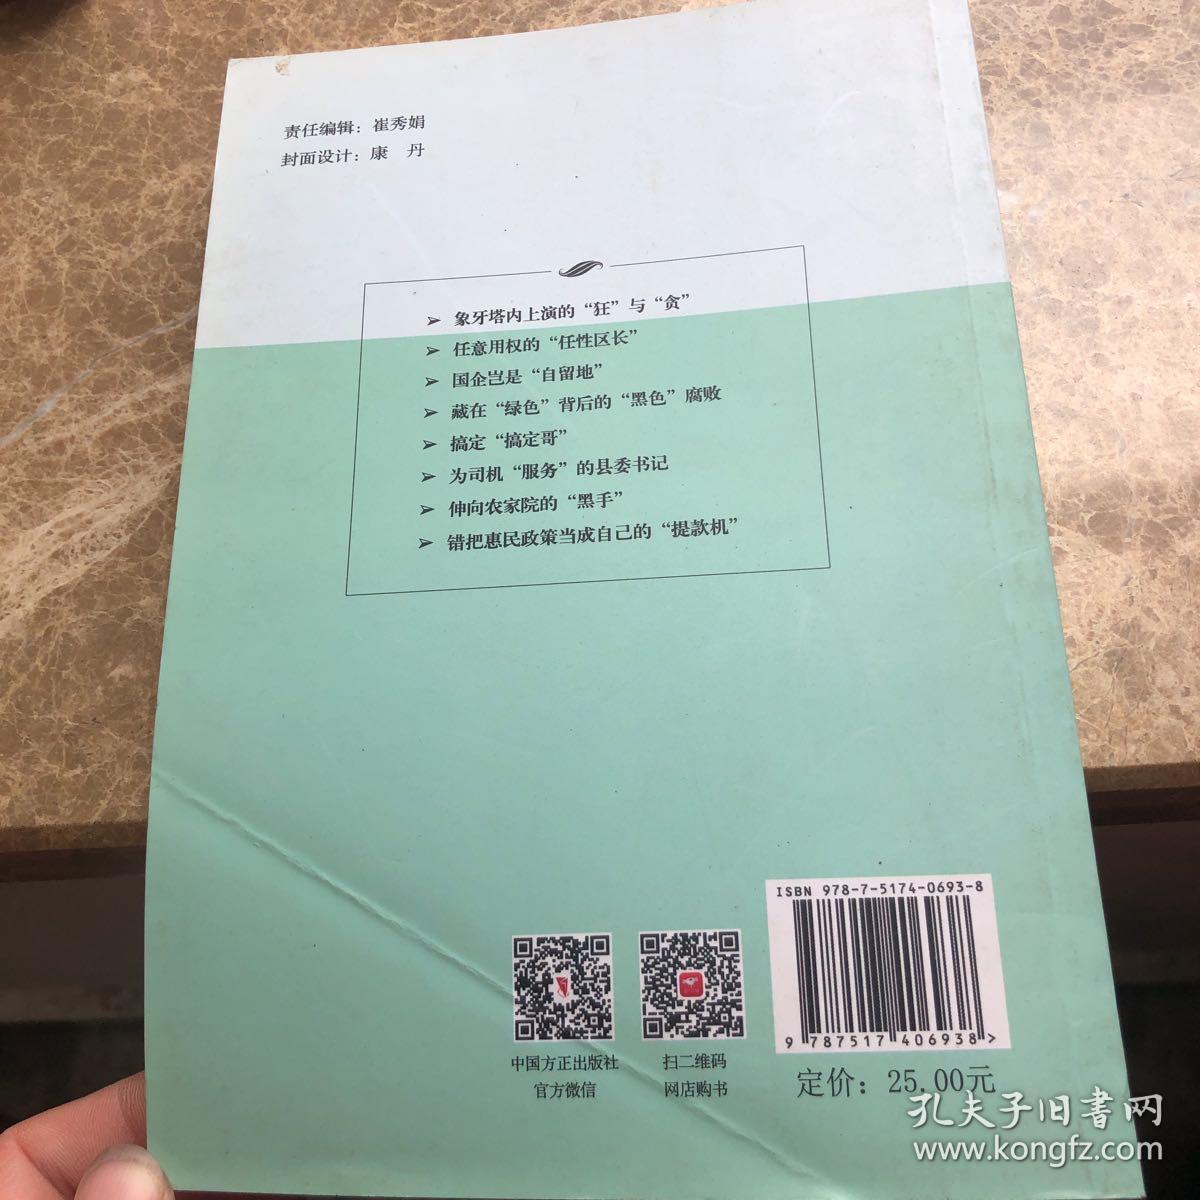 责任编辑：崔秀娟
封面设计：康 丹
➢ 象牙塔内上演的“狂”与“贪”
➢ 任意用权的“任性区长”
➢ 国企岂是“自留地”
➢ 藏在“绿色”背后的“黑色”腐败
➢ 搞定“搞定哥”
➢ 为司机“服务”的县委书记
➢ 伸向农家院的“黑手”
➢ 错把惠民政策当成自己的“提款机”
ISBN 978-7-5174-0693-8
9 787517 406938 >
中国方正出版社
官方微信
扫二维码
网店购书
定价：25.00元
孔夫子旧书网
www.kongfz.com